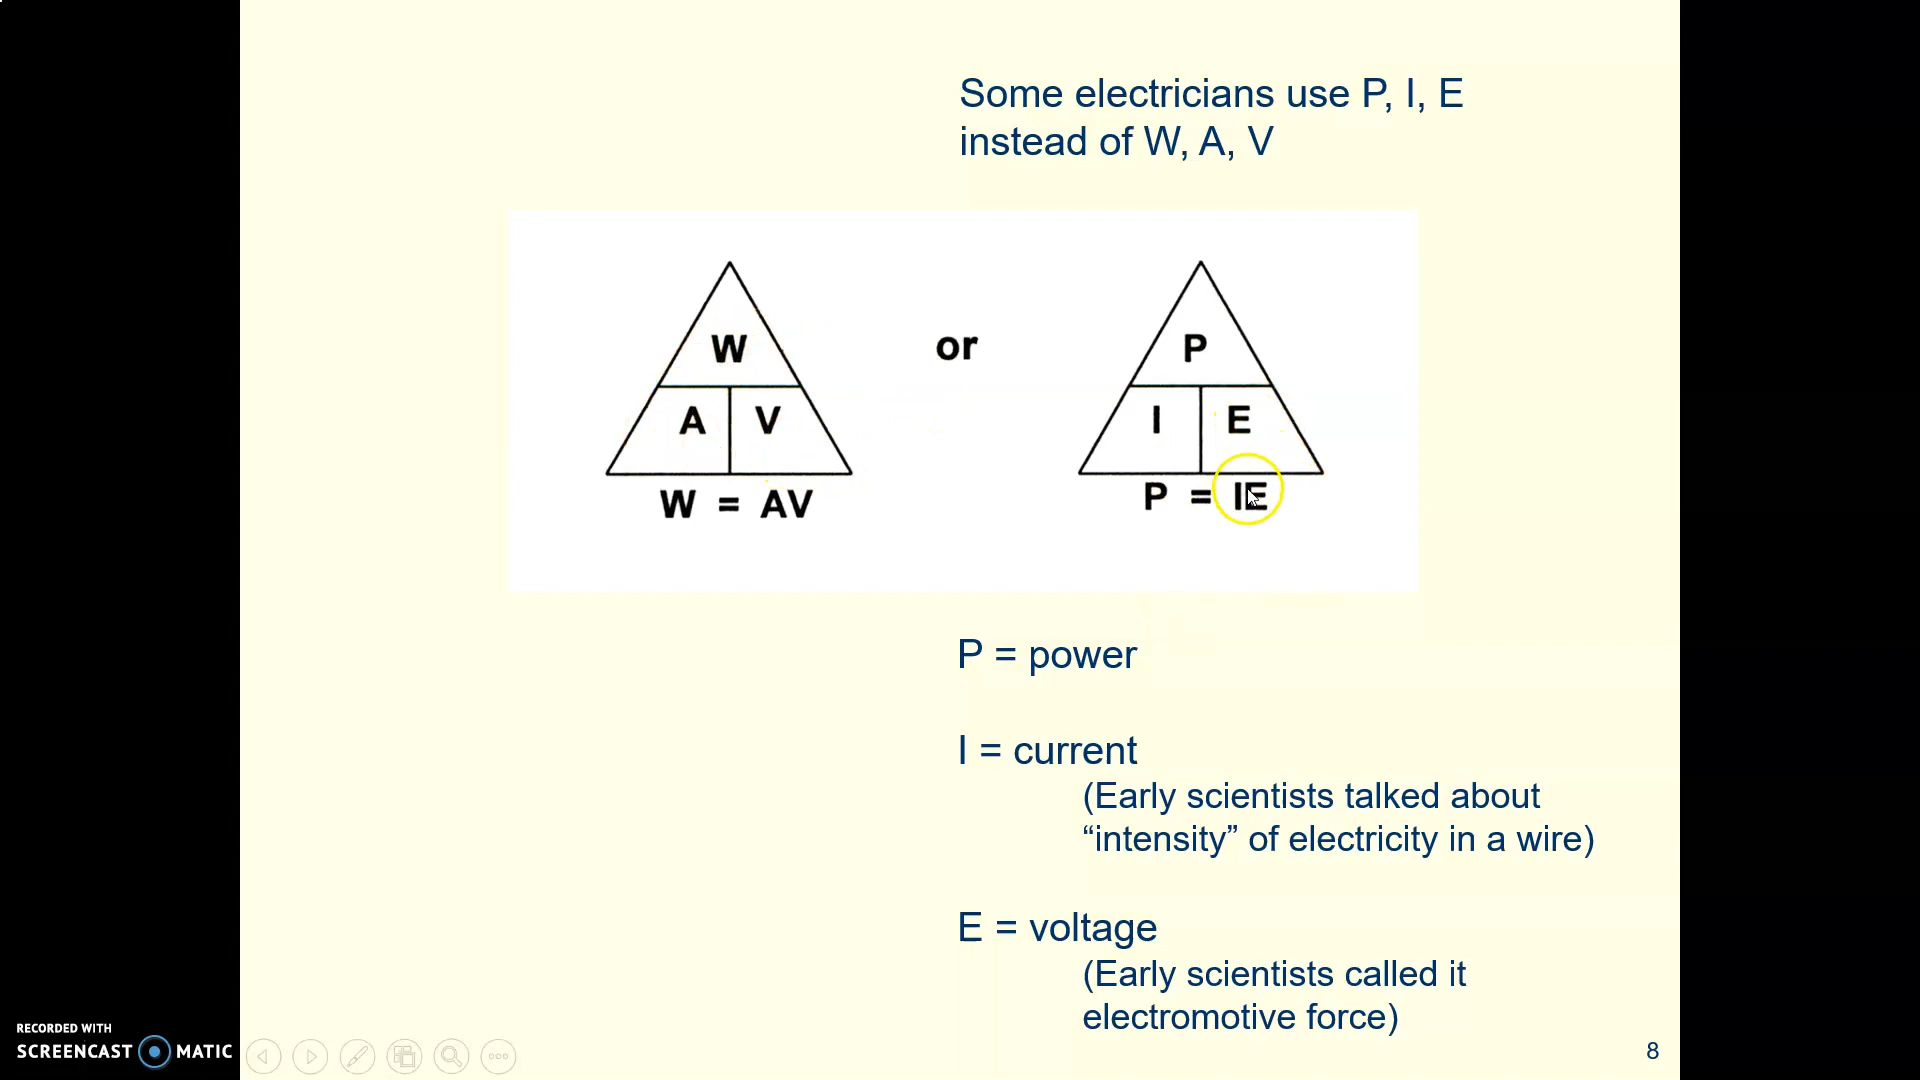 Some electricians use P, I, E
instead of W, A, V
W
A V
W = AV
or
P
I E
P = IE
P = power
I = current
(Early scientists talked about
“intensity” of electricity in a wire)
E = voltage
(Early scientists called it
electromotive force)
RECORDED WITH
SCREENCAST MATIC
8